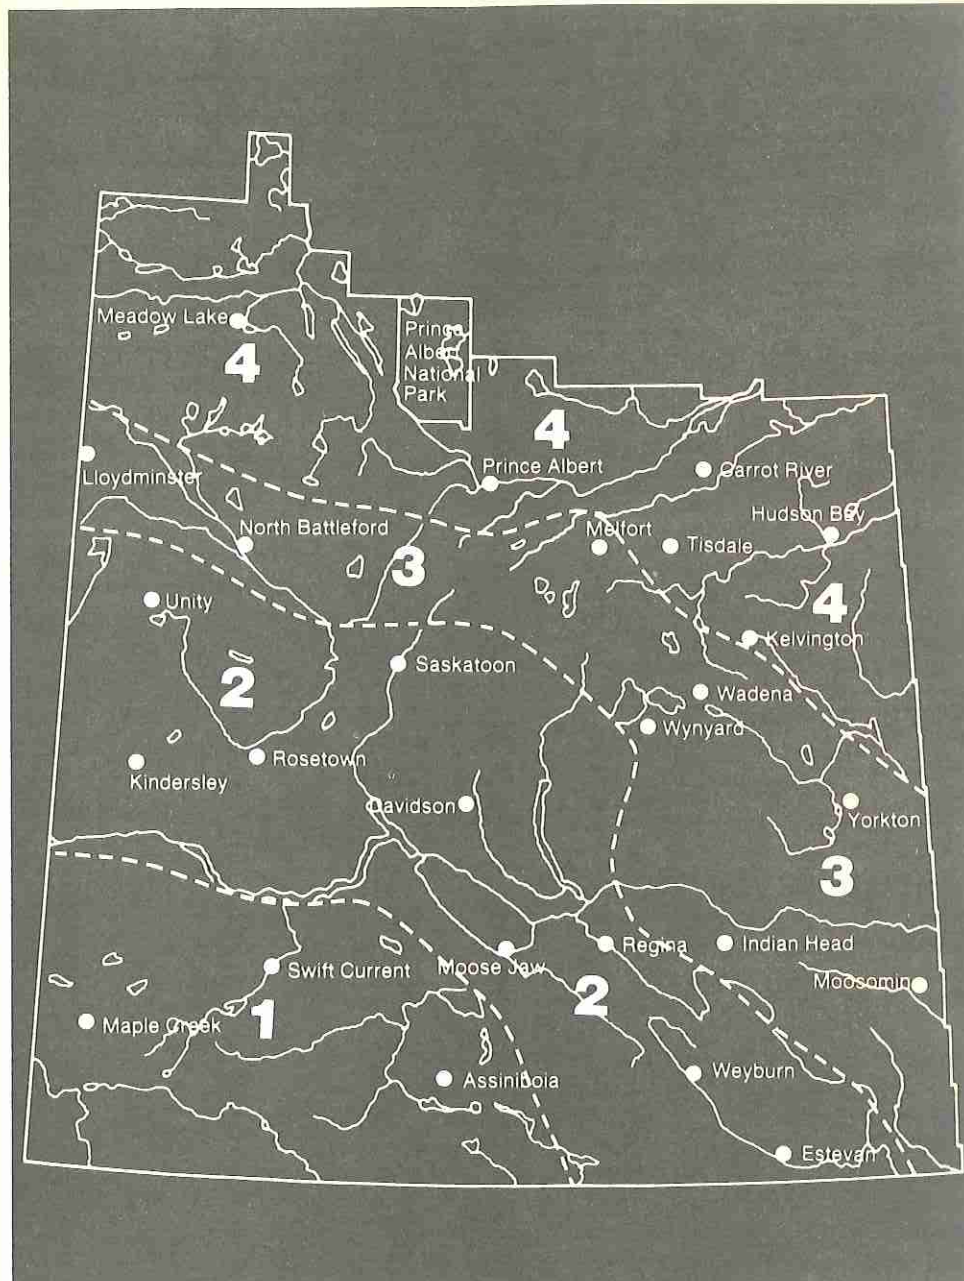 Meadow Lake
4
Prince
Albert
National
Park
4
Lloydminster
Prince Albert
Carrot River
Hudson Bay
North Battleford
Melfort
Tisdale
3
Unity
4
Kelvington
2
Saskatoon
Wadena
Wynyard
Rosetown
Kindersley
Davidson
Yorkton
3
Swift Current
Moose Jaw
Regina
Indian Head
Moosomin
1
2
Maple Creek
Assiniboia
Weyburn
Estevan